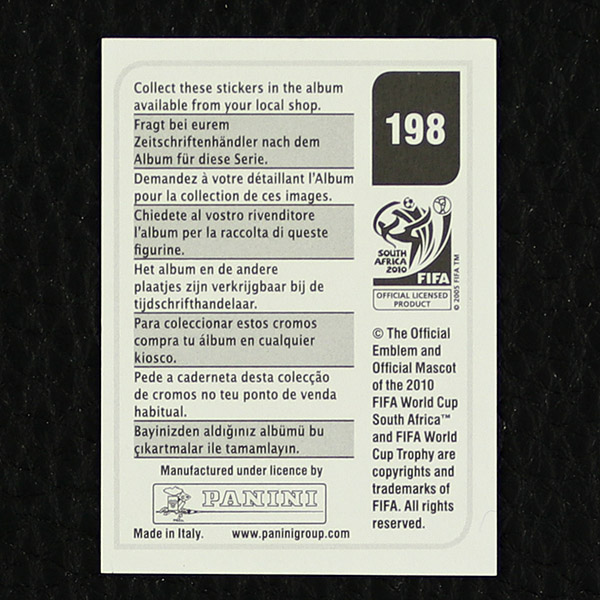 Collect these stickers in the album
available from your local shop.
Fragt bei eurem
Zeitschriftenhändler nach dem
Album für diese Serie.
Demandez à votre détaillant l'Album
pour la collection de ces images.
Chiedete al vostro rivenditore
l'album per la raccolta di queste
figurine.
Het album en de andere
plaatjes zijn verkrijgbaar bij de
tijdschrifthandelaar.
Para coleccionar estos cromos
compra tu álbum en cualquier
kiosco.
Pede a caderneta desta colecção
de cromos no teu ponto de venda
habitual.
Bayinizden aldığınız albümü bu
çıkartmalar ile tamamlayın.
Manufactured under licence by
PANINI
Made in Italy. www.paninigroup.com
198
SOUTH
AFRICA
2010
FIFA
OFFICIAL LICENSED
PRODUCT
© 2005 FIFA TM
© The Official
Emblem and
Official Mascot
of the 2010
FIFA World Cup
South Africa™
and FIFA World
Cup Trophy are
copyrights and
trademarks of
FIFA. All rights
reserved.